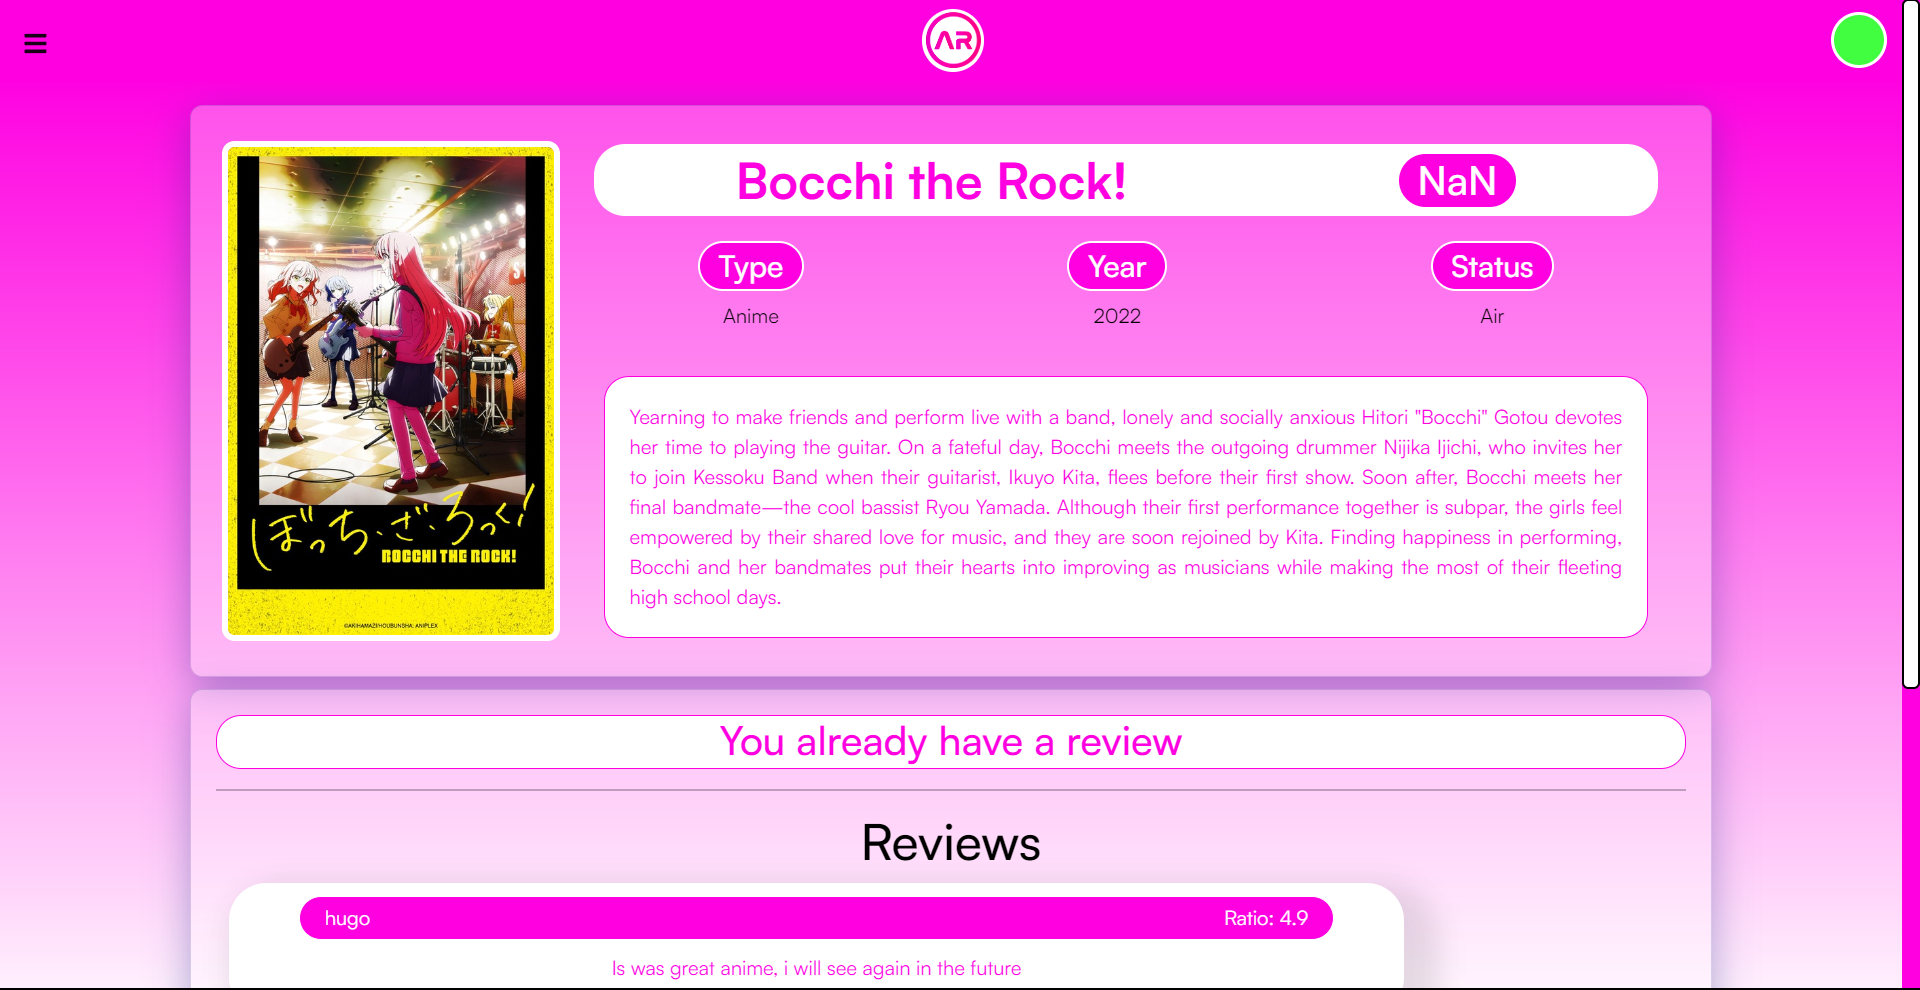 AR
Bocchi the Rock!
NaN
Type
Year
Status
Anime
2022
Air
Yearning to make friends and perform live with a band, lonely and socially anxious Hitori "Bocchi" Gotou devotes
her time to playing the guitar. On a fateful day, Bocchi meets the outgoing drummer Nijika Ijichi, who invites her
to join Kessoku Band when their guitarist, Ikuyo Kita, flees before their first show. Soon after, Bocchi meets her
final bandmate—the cool bassist Ryou Yamada. Although their first performance together is subpar, the girls feel
empowered by their shared love for music, and they are soon rejoined by Kita. Finding happiness in performing,
Bocchi and her bandmates put their hearts into improving as musicians while making the most of their fleeting
high school days.
ぼっち・ざ・ろっく!
BOCCHI THE ROCK!
©AKIHAMAZI/HOUBUNSHA, ANIPLEX
You already have a review
Reviews
hugo
Ratio: 4.9
Is was great anime, i will see again in the future